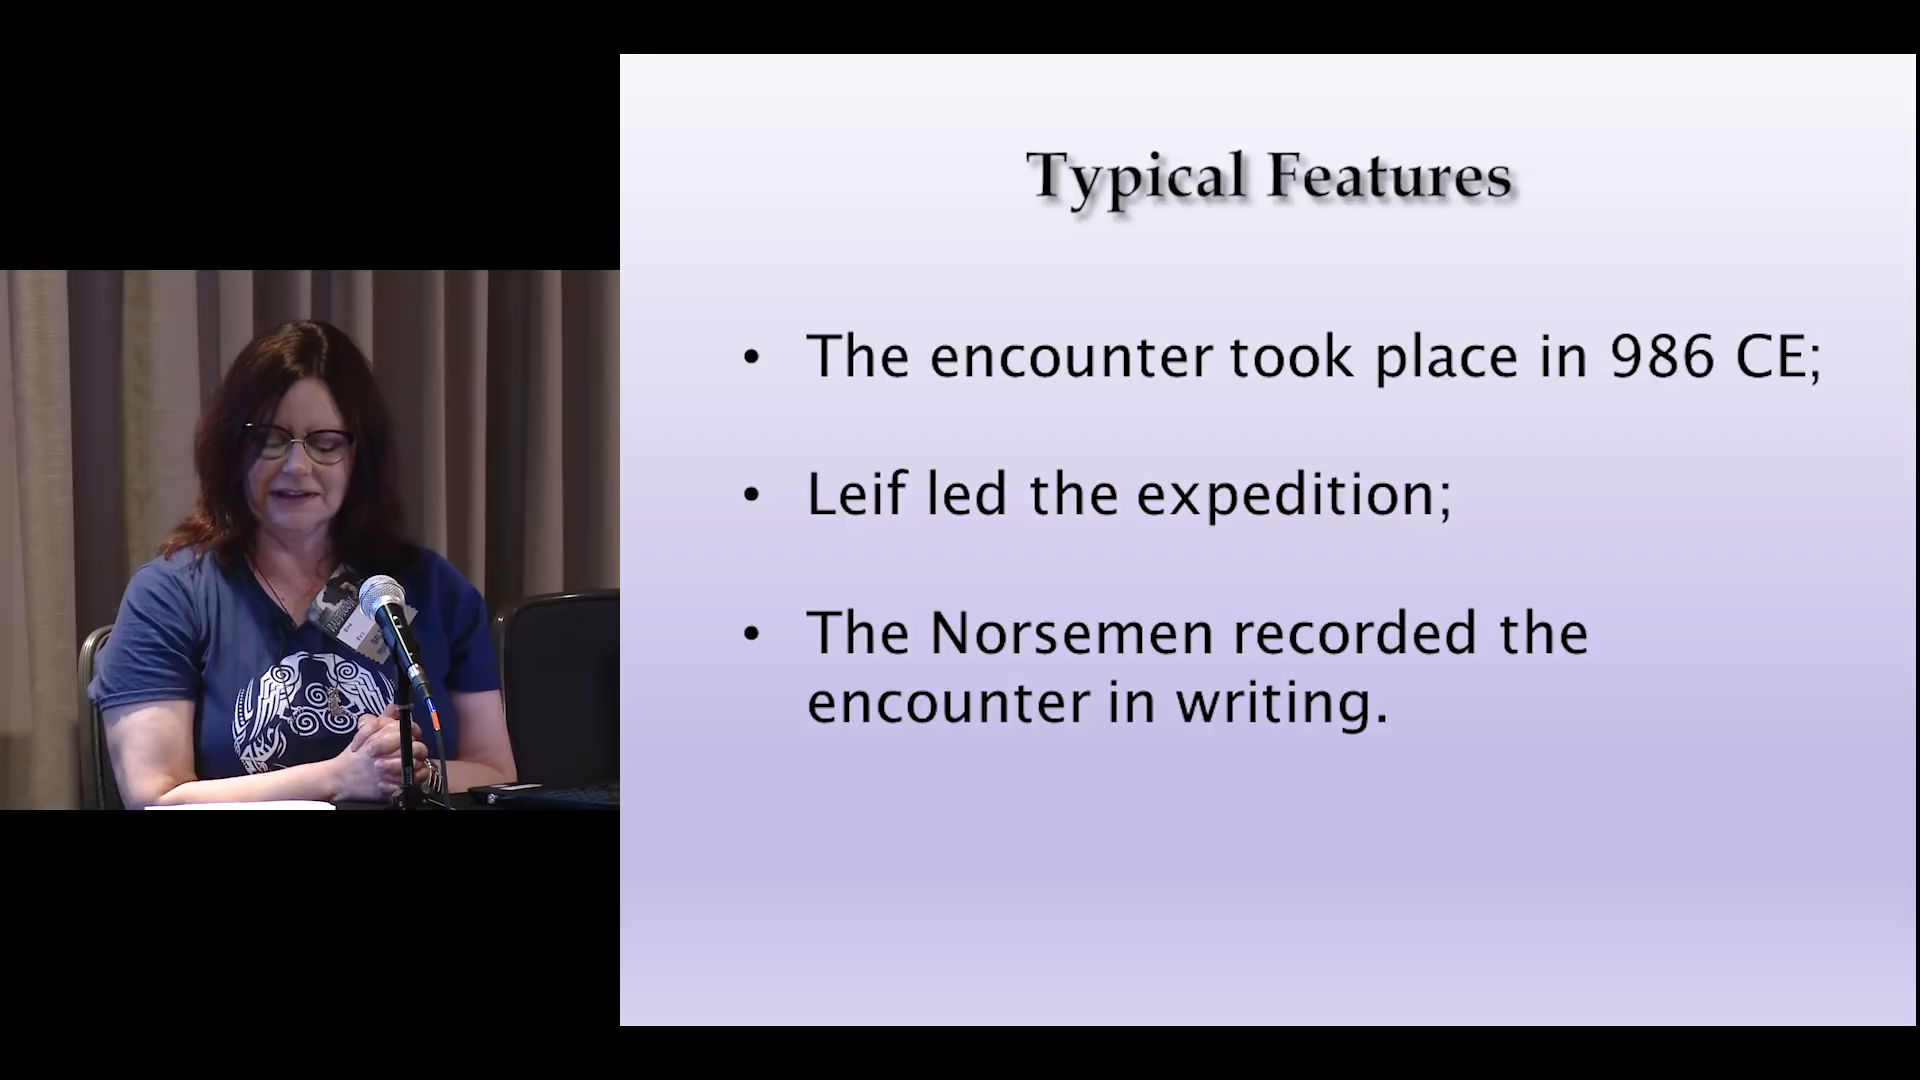 Typical Features
• The encounter took place in 986 CE;
• Leif led the expedition;
• The Norsemen recorded the
encounter in writing.